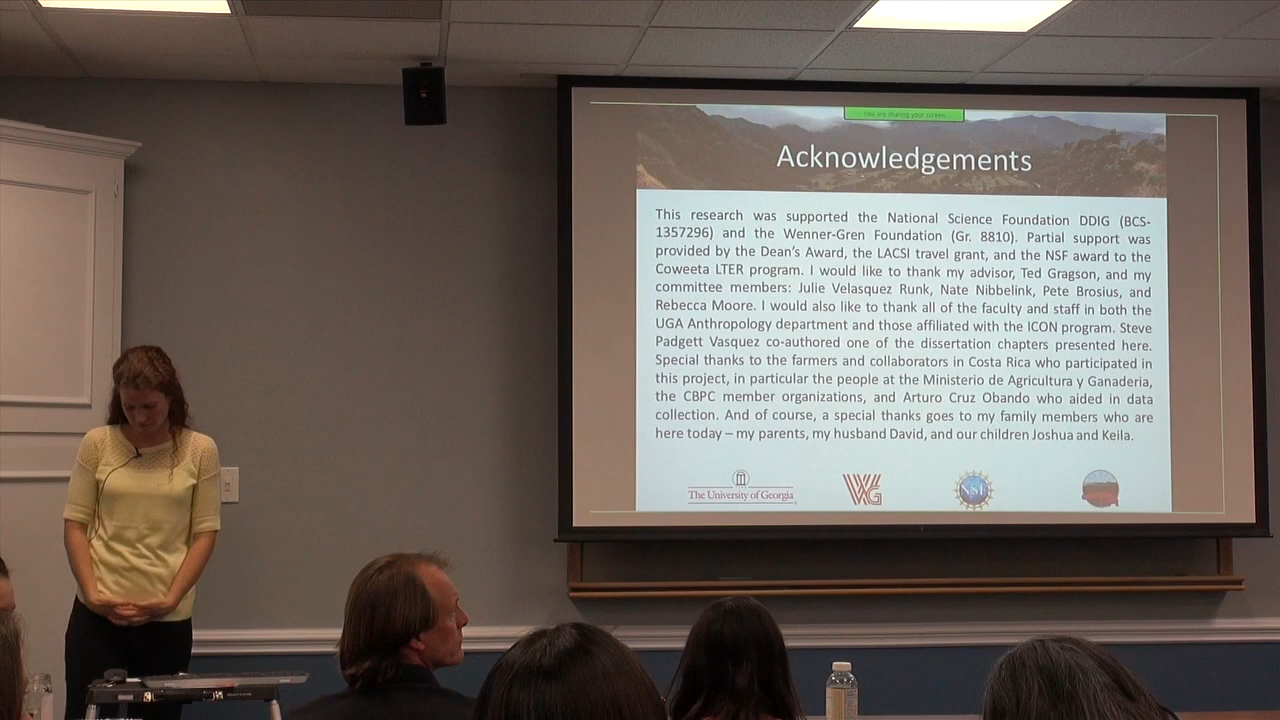 You are sharing your screen
Acknowledgements
This research was supported the National Science Foundation DDIG (BCS-
1357296) and the Wenner-Gren Foundation (Gr. 8810). Partial support was
provided by the Dean's Award, the LACSI travel grant, and the NSF award to the
Coweeta LTER program. I would like to thank my advisor, Ted Gragson, and my
committee members: Julie Velasquez Runk, Nate Nibbelink, Pete Brosius, and
Rebecca Moore. I would also like to thank all of the faculty and staff in both the
UGA Anthropology department and those affiliated with the ICON program. Steve
Padgett Vasquez co-authored one of the dissertation chapters presented here.
Special thanks to the farmers and collaborators in Costa Rica who participated in
this project, in particular the people at the Ministerio de Agricultura y Ganaderia,
the CBPC member organizations, and Arturo Cruz Obando who aided in data
collection. And of course, a special thanks goes to my family members who are
here today – my parents, my husband David, and our children Joshua and Keila.
The University of Georgia
WG
NSF